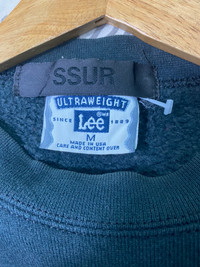 SSUR
ULTRAWEIGHT
SINCE Lee 1889
M
MADE IN USA
CARE AND CONTENT OVER